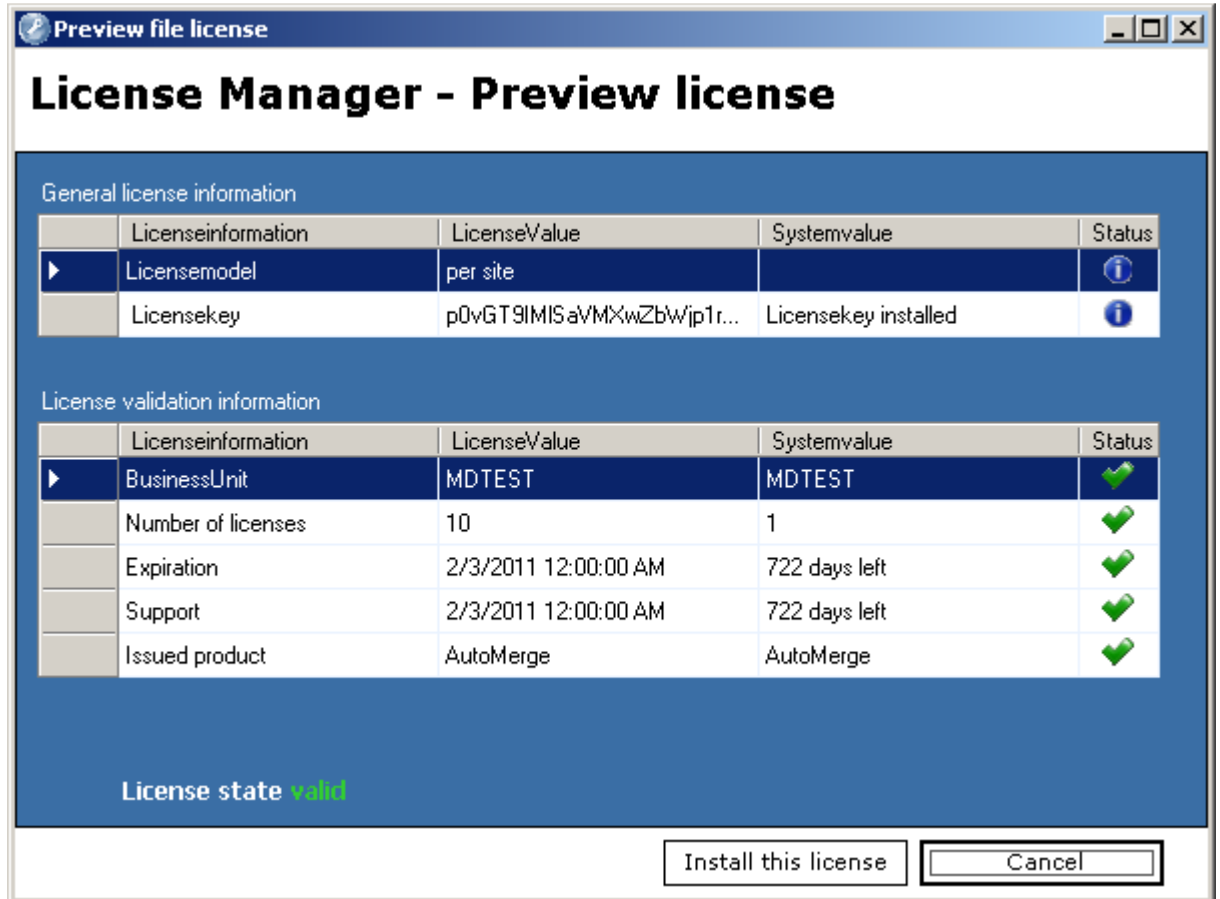 Preview file license
License Manager - Preview license
General license information
Licenseinformation LicenseValue Systemvalue Status
Licensemodel per site
Licensekey p0vGT9IMISaVMXwZbWjp1r... Licensekey installed
License validation information
Licenseinformation LicenseValue Systemvalue Status
BusinessUnit MDTEST MDTEST
Number of licenses 10 1
Expiration 2/3/2011 12:00:00 AM 722 days left
Support 2/3/2011 12:00:00 AM 722 days left
Issued product AutoMerge AutoMerge
License state valid
Install this license Cancel